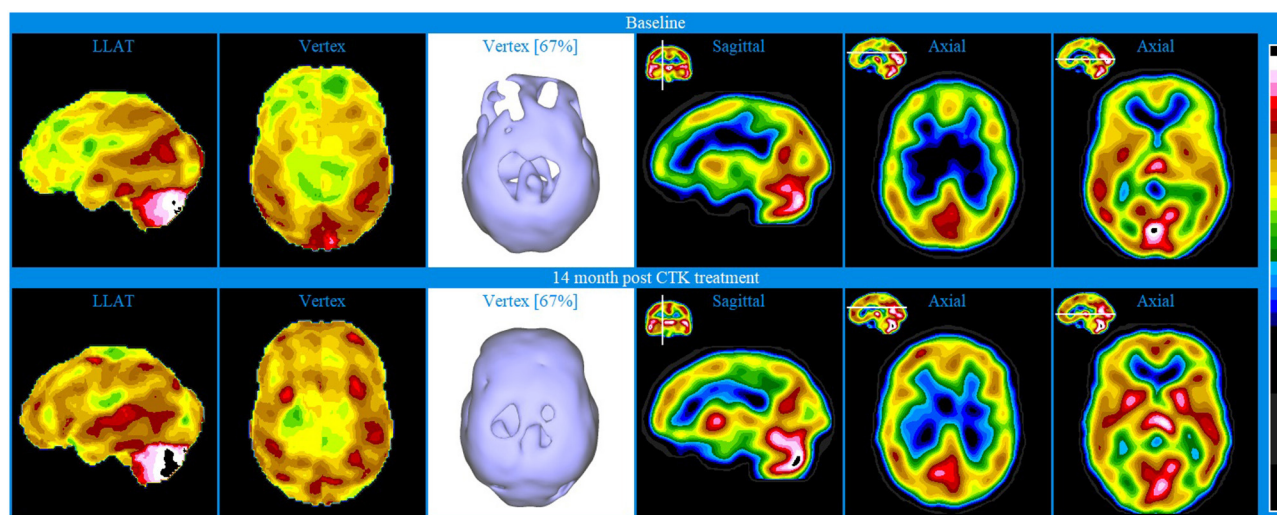 Baseline
LLAT
Vertex
Vertex [67%]
Sagittal
Axial
Axial
14 month post CTK treatment
LLAT
Vertex
Vertex [67%]
Sagittal
Axial
Axial